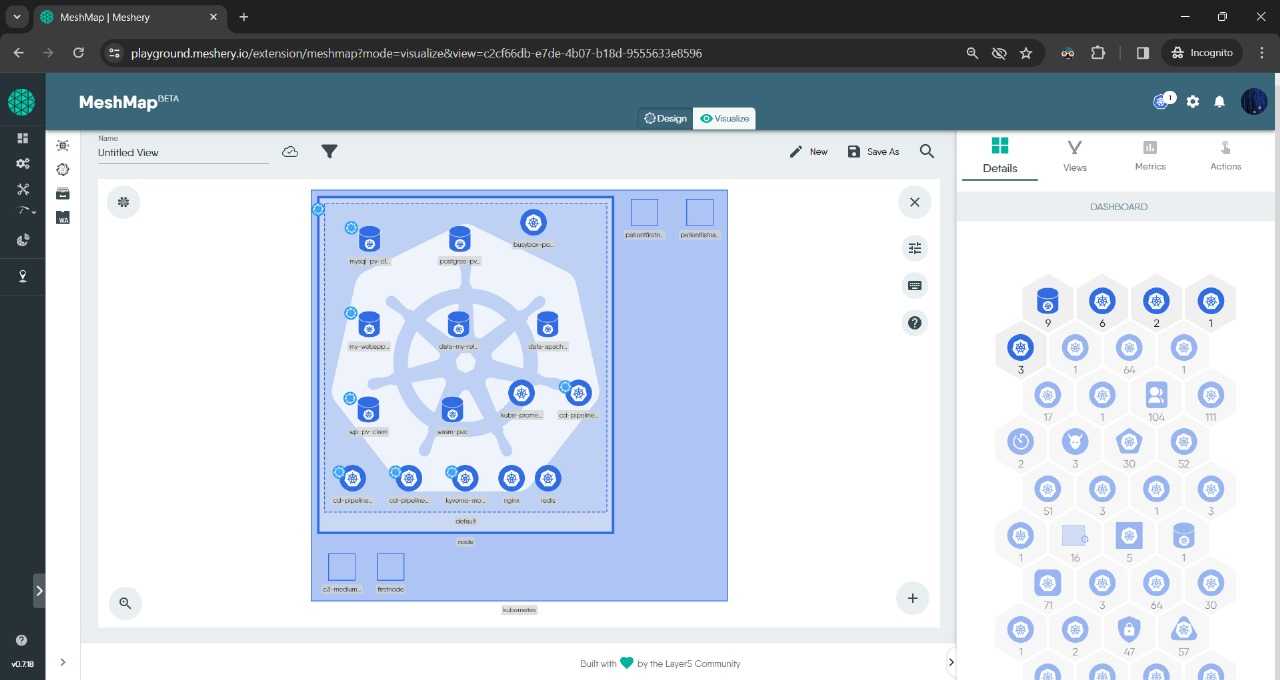 MeshMap | Meshery
playground.meshery.io/extension/meshmap?mode=visualize&view=c2cf66db-e7de-4b07-b18d-9555633e8596
Incognito
MeshMap BETA
Design
Visualize
1
Name
Untitled View
New
Save As
Details
Views
Metrics
Actions
DASHBOARD
WA
mysql-pv-cl...
postgres-pv...
busybox-po...
my-webapp...
data-my-rel...
data-apach...
kube-prome...
cd-pipeline...
wp-pv-claim
wasm-pvc
cd-pipeline...
cd-pipeline...
kyverno-mo...
nginx
redis
default
node
c3-medium...
firstnode
kubernetes
9 6 2 1
3 1 64 1
17 1 104 111
2 3 30 52
51 3 1 3
1 16 5 1
71 3 64 30
1 2 47 57
v0.7.18
Built with by the Layer5 Community